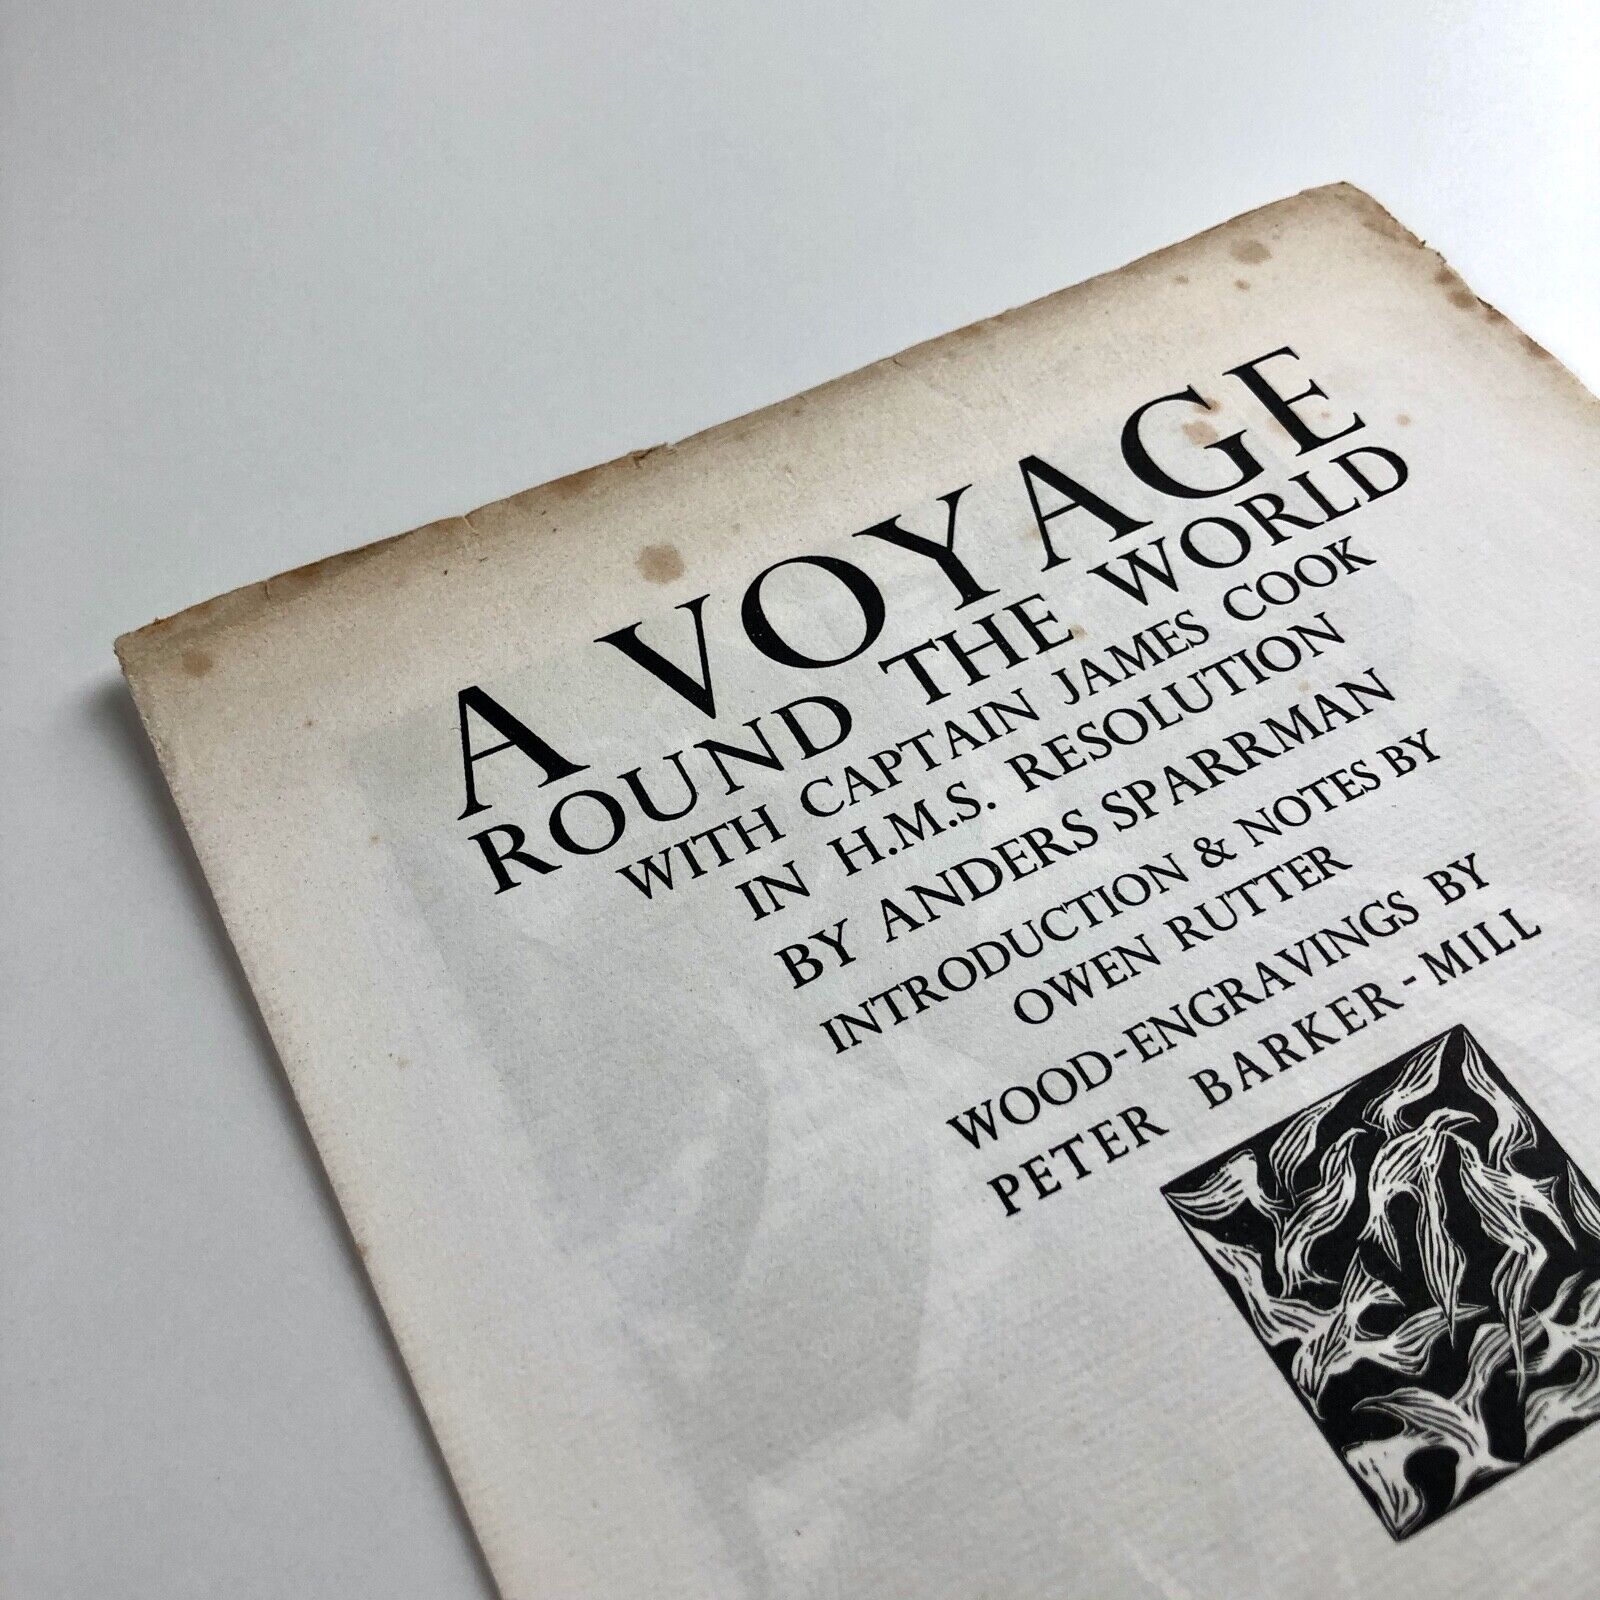 A VOYAGE
ROUND THE WORLD
WITH CAPTAIN JAMES COOK
IN H.M.S. RESOLUTION
BY ANDERS SPARRMAN
INTRODUCTION & NOTES BY
OWEN RUTTER
WOOD-ENGRAVINGS BY
PETER BARKER-MILL